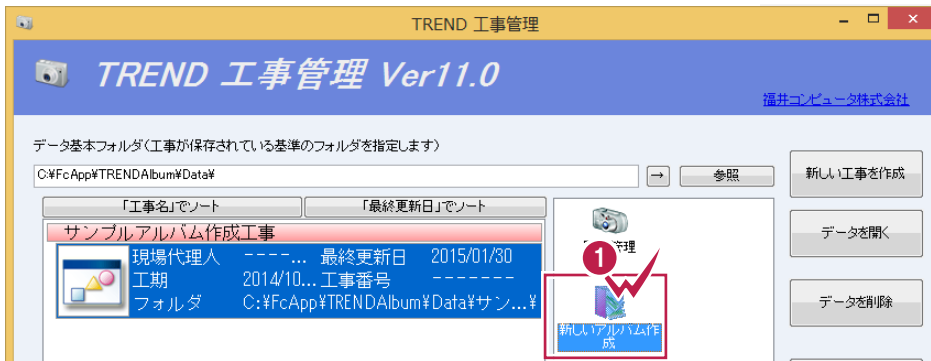 TREND 工事管理
TREND 工事管理 Ver11.0
福井コンピュータ株式会社
データ基本フォルダ(工事が保存されている基準のフォルダを指定します)
C:¥FcApp¥TRENDAlbum¥Data¥
→ 参照
新しい工事を作成
「工事名」でソート 「最終更新日」でソート
サンプルアルバム作成工事
現場代理人 ----... 最終更新日 2015/01/30
工期 2014/10... 工事番号 -------
フォルダ C:¥FcApp¥TRENDAlbum¥Data¥サン...¥
管理
1
新しいアルバム作
成
データを開く
データを削除